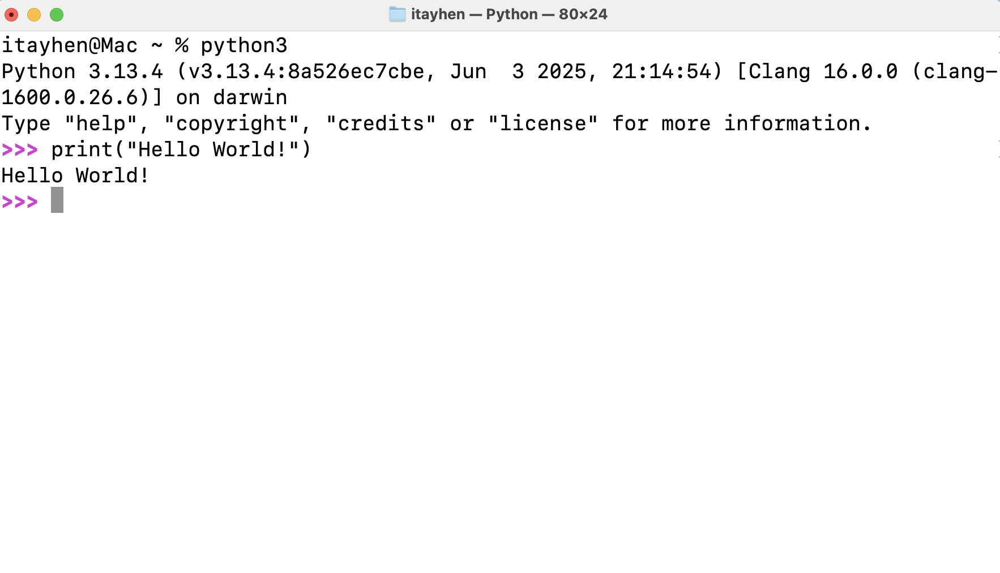 itayhen — Python — 80×24
itayhen@Mac ~ % python3
Python 3.13.4 (v3.13.4:8a526ec7cbe, Jun  3 2025, 21:14:54) [Clang 16.0.0 (clang-
1600.0.26.6)] on darwin
Type "help", "copyright", "credits" or "license" for more information.
>>> print("Hello World!")
Hello World!
>>>